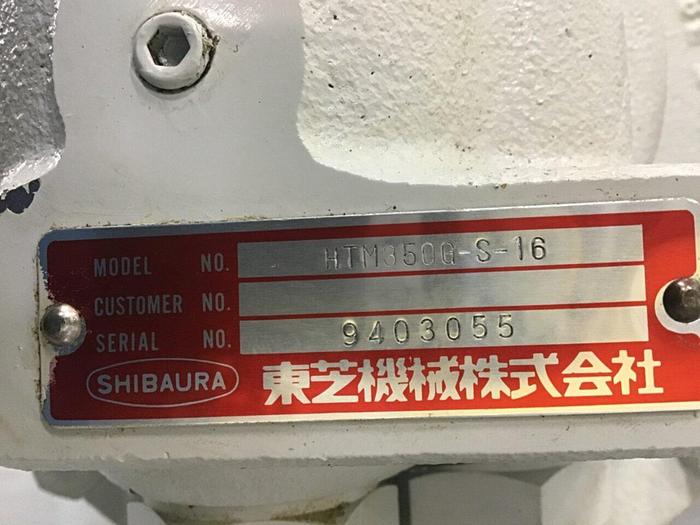 MODEL NO. HTM350G-S-16
CUSTOMER NO.
SERIAL NO. 9403055
SHIBAURA 東芝機械株式会社